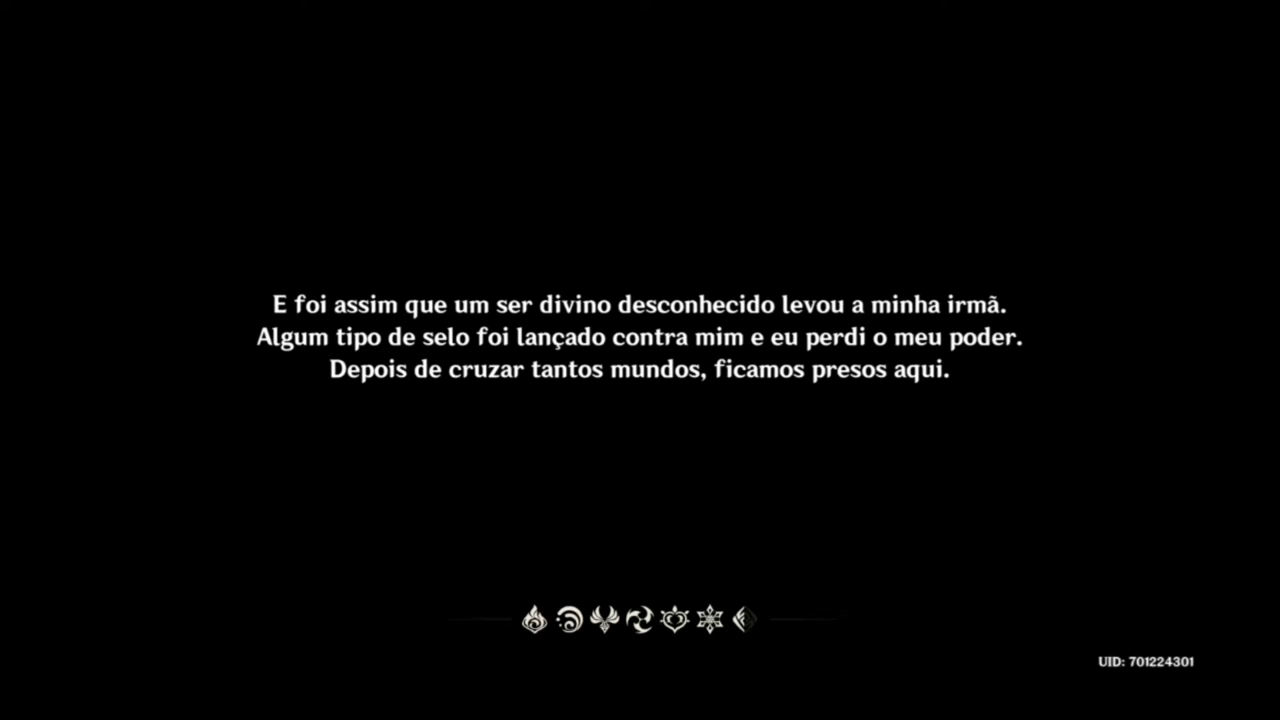 E foi assim que um ser divino desconhecido levou a minha irmã.
Algum tipo de selo foi lançado contra mim e eu perdi o meu poder.
Depois de cruzar tantos mundos, ficamos presos aqui.
UID: 701224301